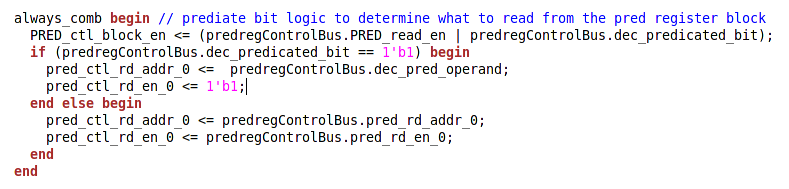 always_comb begin // prediate bit logic to determine what to read from the pred register block
PRED_ctl_block_en <= (predregControlBus.PRED_read_en | predregControlBus.dec_predicated_bit);
if (predregControlBus.dec_predicated_bit == 1'b1) begin
pred_ctl_rd_addr_0 <=  predregControlBus.dec_pred_operand;
pred_ctl_rd_en_0 <= 1'b1;
end else begin
pred_ctl_rd_addr_0 <= predregControlBus.pred_rd_addr_0;
pred_ctl_rd_en_0 <= predregControlBus.pred_rd_en_0;
end
end